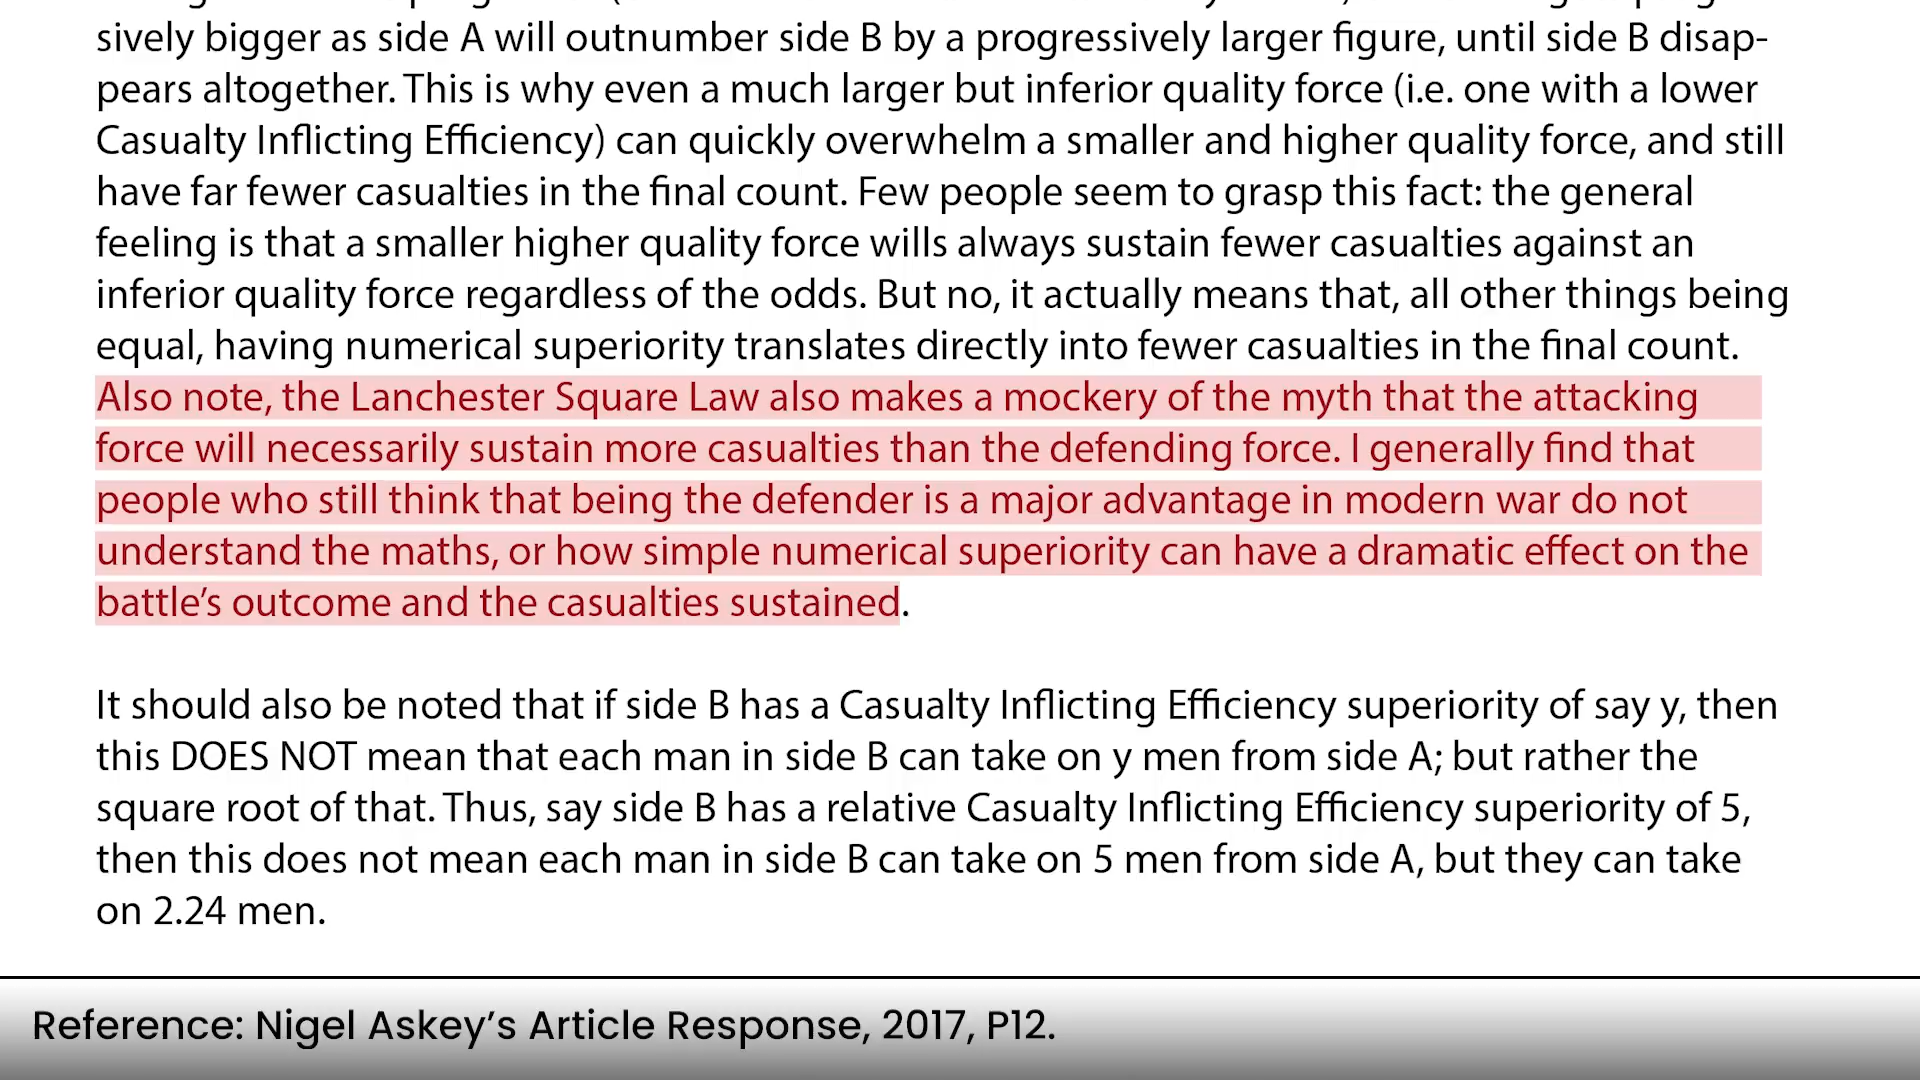 sively bigger as side A will outnumber side B by a progressively larger figure, until side B disap-
pears altogether. This is why even a much larger but inferior quality force (i.e. one with a lower
Casualty Inflicting Efficiency) can quickly overwhelm a smaller and higher quality force, and still
have far fewer casualties in the final count. Few people seem to grasp this fact: the general
feeling is that a smaller higher quality force wills always sustain fewer casualties against an
inferior quality force regardless of the odds. But no, it actually means that, all other things being
equal, having numerical superiority translates directly into fewer casualties in the final count.
Also note, the Lanchester Square Law also makes a mockery of the myth that the attacking
force will necessarily sustain more casualties than the defending force. I generally find that
people who still think that being the defender is a major advantage in modern war do not
understand the maths, or how simple numerical superiority can have a dramatic effect on the
battle’s outcome and the casualties sustained.
It should also be noted that if side B has a Casualty Inflicting Efficiency superiority of say y, then
this DOES NOT mean that each man in side B can take on y men from side A; but rather the
square root of that. Thus, say side B has a relative Casualty Inflicting Efficiency superiority of 5,
then this does not mean each man in side B can take on 5 men from side A, but they can take
on 2.24 men.
Reference: Nigel Askey’s Article Response, 2017, P12.